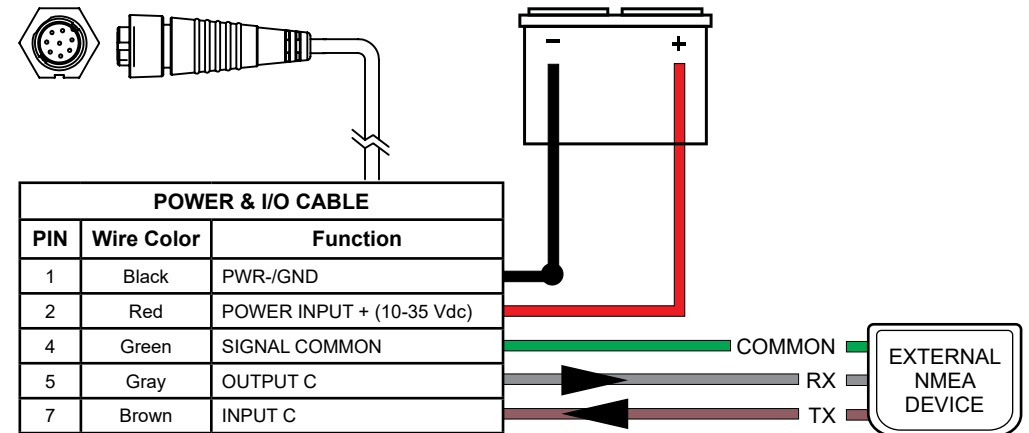 - +
POWER & I/O CABLE
PIN Wire Color Function
1 Black PWR-/GND
2 Red POWER INPUT + (10-35 Vdc)
4 Green SIGNAL COMMON
5 Gray OUTPUT C
7 Brown INPUT C
COMMON
RX
TX
EXTERNAL
NMEA
DEVICE